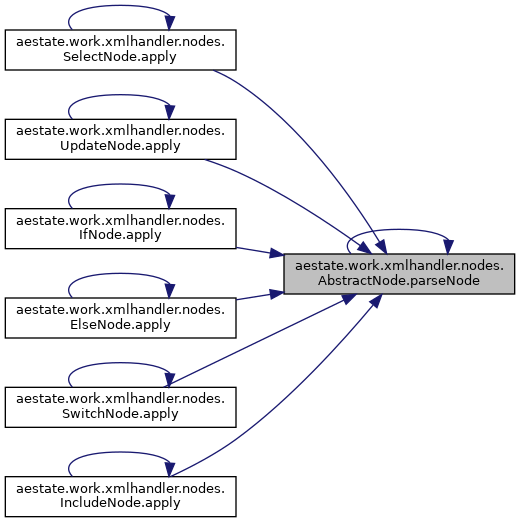 aestate.work.xmlhandler.nodes.
SelectNode.apply
aestate.work.xmlhandler.nodes.
UpdateNode.apply
aestate.work.xmlhandler.nodes.
IfNode.apply
aestate.work.xmlhandler.nodes.
AbstractNode.parseNode
aestate.work.xmlhandler.nodes.
ElseNode.apply
aestate.work.xmlhandler.nodes.
SwitchNode.apply
aestate.work.xmlhandler.nodes.
IncludeNode.apply